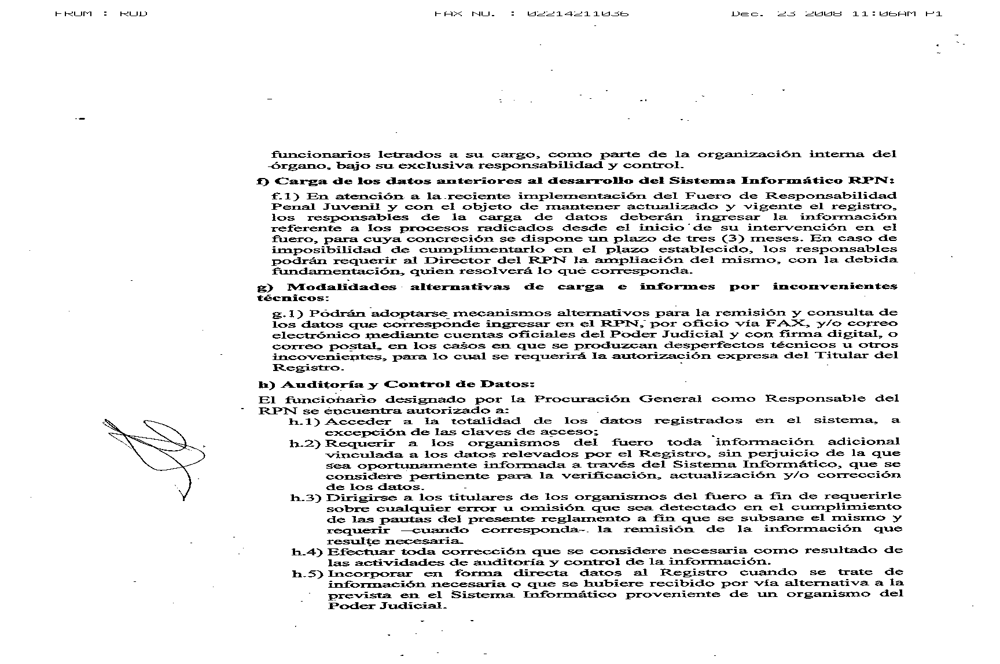 FROM : RUD FAX NO. : 02214211036 Dec. 23 2008 11:06AM P1
funcionarios letrados a su cargo, como parte de la organización interna del
órgano, bajo su exclusiva responsabilidad y control.
f) Carga de los datos anteriores al desarrollo del Sistema Informático RPN:
f.1) En atención a la reciente implementación del Fuero de Responsabilidad
Penal Juvenil y con el objeto de mantener actualizado y vigente el registro,
los responsables de la carga de datos deberán ingresar la información
referente a los procesos radicados desde el inicio de su intervención en el
fuero, para cuya concreción se dispone un plazo de tres (3) meses. En caso de
imposibilidad de cumplimentarlo en el plazo establecido, los responsables
podrán requerir al Director del RPN la ampliación del mismo, con la debida
fundamentación, quien resolverá lo que corresponda.
g) Modalidades alternativas de carga e informes por inconvenientes
técnicos:
g.1) Podrán adoptarse mecanismos alternativos para la remisión y consulta de
los datos que corresponde ingresar en el RPN, por oficio vía FAX, y/o correo
electrónico mediante cuentas oficiales del Poder Judicial y con firma digital, o
correo postal, en los casos en que se produzcan desperfectos técnicos u otros
incovenientes, para lo cual se requerirá la autorización expresa del Titular del
Registro.
h) Auditoría y Control de Datos:
El funcionario designado por la Procuración General como Responsable del
RPN se encuentra autorizado a:
h.1) Acceder a la totalidad de los datos registrados en el sistema, a
excepción de las claves de acceso;
h.2) Requerir a los organismos del fuero toda información adicional
vinculada a los datos relevados por el Registro, sin perjuicio de la que
sea oportunamente informada a través del Sistema Informático, que se
considere pertinente para la verificación, actualización y/o corrección
de los datos.
h.3) Dirigirse a los titulares de los organismos del fuero a fin de requerirle
sobre cualquier error u omisión que sea detectado en el cumplimiento
de las pautas del presente reglamento a fin que se subsane el mismo y
requerir —cuando corresponda-. la remisión de la información que
resulte necesaria.
h.4) Efectuar toda corrección que se considere necesaria como resultado de
las actividades de auditoría y control de la información.
h.5) Incorporar en forma directa datos al Registro cuando se trate de
información necesaria o que se hubiere recibido por vía alternativa a la
prevista en el Sistema Informático proveniente de un organismo del
Poder Judicial.